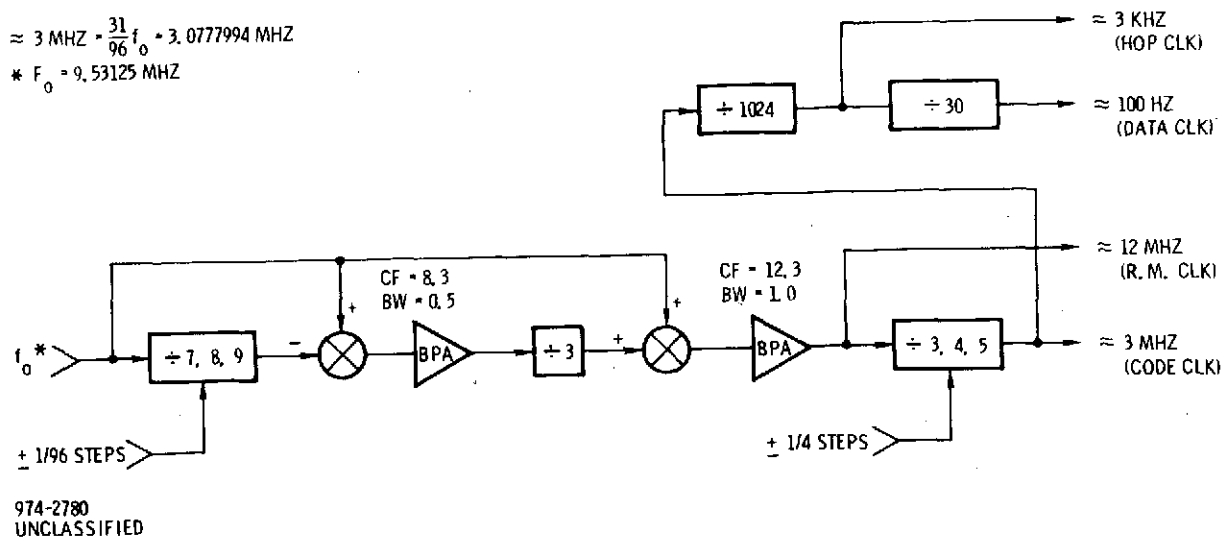 ≈ 3 MHZ = 31/96 f₀ = 3.0777994 MHZ
* F₀ = 9.53125 MHZ
≈ 3 KHZ
(HOP CLK)
÷ 1024
÷ 30
≈ 100 HZ
(DATA CLK)
≈ 12 MHZ
(R. M. CLK)
CF = 8.3
BW = 0.5
CF = 12.3
BW = 1.0
+
+
f₀*
÷ 7, 8, 9
−
BPA
÷ 3
+
BPA
÷ 3, 4, 5
≈ 3 MHZ
(CODE CLK)
± 1/96 STEPS
± 1/4 STEPS
974-2780
UNCLASSIFIED